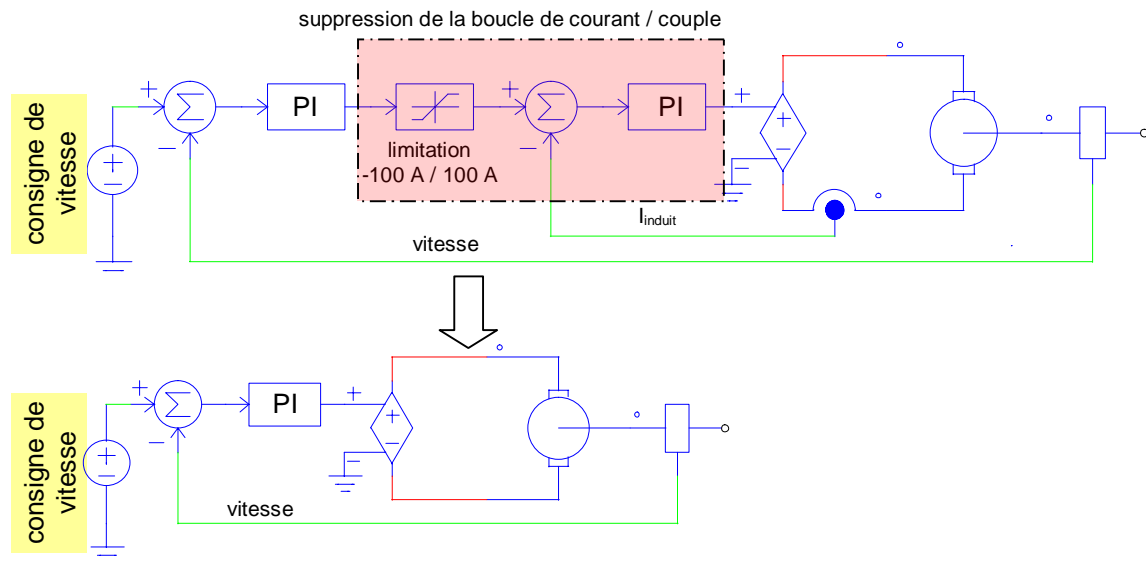 suppression de la boucle de courant / couple
consigne de
vitesse
+
Σ
−
PI
limitation
-100 A / 100 A
+
Σ
−
PI
+
−
+
−
I induit
vitesse
consigne de
vitesse
+
Σ
−
PI
+
−
+
−
vitesse